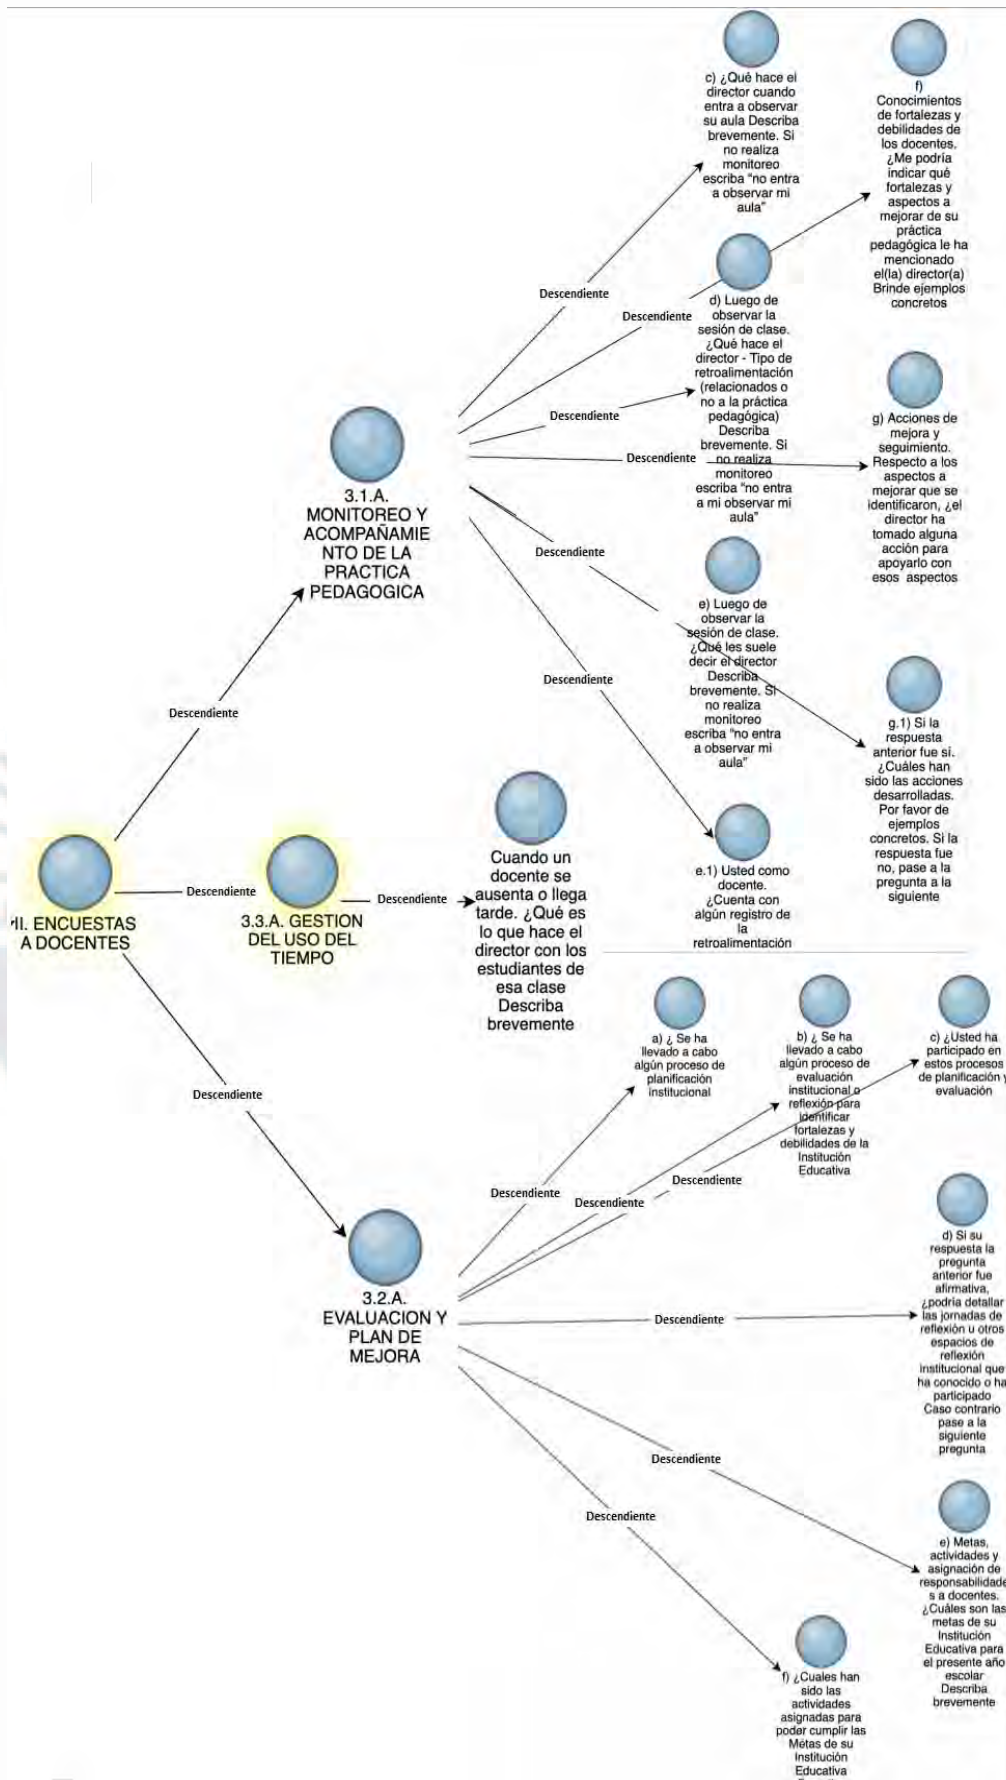 c) ¿Qué hace el
director cuando
entra a observar
su aula Describa
brevemente. Si
no realiza
monitoreo
escriba "no entra
a observar mi
aula"
f)
Conocimientos
de fortalezas y
debilidades de
los docentes.
¿Me podría
indicar qué
fortalezas y
aspectos a
mejorar de su
práctica
pedagógica le ha
mencionado
el(la) director(a)
Brinde ejemplos
concretos
Descendiente
Descendiente
d) Luego de
observar la
sesión de clase.
¿Qué hace el
director - Tipo de
retroalimentación
(relacionados o
no a la práctica
pedagógica)
Describa
brevemente. Si
no realiza
monitoreo
escriba "no entra
a mi observar mi
aula"
Descendiente
Descendiente
g) Acciones de
mejora y
seguimiento.
Respecto a los
aspectos a
mejorar que se
identificaron, ¿el
director ha
tomado alguna
acción para
apoyarlo con
esos aspectos
3.1.A.
MONITOREO Y
ACOMPAÑAMIE
NTO DE LA
PRACTICA
PEDAGOGICA
Descendiente
e) Luego de
observar la
sesión de clase.
¿Qué les suele
decir el director
Describa
brevemente. Si
no realiza
monitoreo
escriba "no entra
a observar mi
aula"
Descendiente
Descendiente
g.1) Si la
respuesta
anterior fue sí.
¿Cuáles han
sido las acciones
desarrolladas.
Por favor de
ejemplos
concretos. Si la
respuesta fue
no, pase a la
pregunta a la
siguiente
e.1) Usted como
docente.
¿Cuenta con
algún registro de
la
retroalimentación
II. ENCUESTAS
A DOCENTES
Descendiente
3.3.A. GESTION
DEL USO DEL
TIEMPO
Descendiente
Cuando un
docente se
ausenta o llega
tarde. ¿Qué es
lo que hace el
director con los
estudiantes de
esa clase
Describa
brevemente
a) ¿ Se ha
llevado a cabo
algún proceso de
planificación
institucional
b) ¿ Se ha
llevado a cabo
algún proceso de
evaluación
institucional o
reflexión para
identificar
fortalezas y
debilidades de la
Institución
Educativa
c) ¿Usted ha
participado en
estos procesos
de planificación y
evaluación
Descendiente
Descendiente
Descendiente
Descendiente
3.2.A.
EVALUACION Y
PLAN DE
MEJORA
Descendiente
d) Si su
respuesta la
pregunta
anterior fue
afirmativa,
¿podría detallar
las jornadas de
reflexión u otros
espacios de
reflexión
institucional que
ha conocido o ha
participado
Caso contrario
pase a la
siguiente
pregunta
Descendiente
Descendiente
e) Metas,
actividades y
asignación de
responsabilidade
s a docentes.
¿Cuáles son las
metas de su
Institución
Educativa para
el presente año
escolar
Describa
brevemente
f) ¿Cuales han
sido las
actividades
asignadas para
poder cumplir las
Metas de su
Institución
Educativa